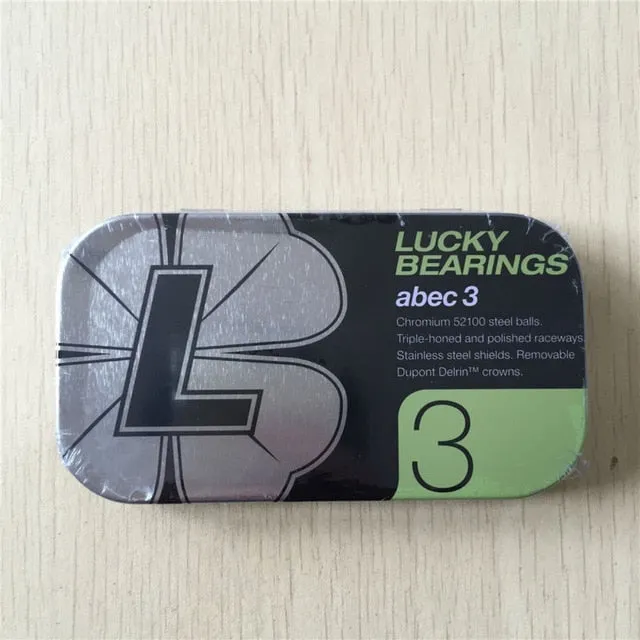 L
LUCKY
BEARINGS
abec 3
Chromium 52100 steel balls.
Triple-honed and polished raceways
Stainless steel shields. Removable
Dupont Delrin™ crowns.
3